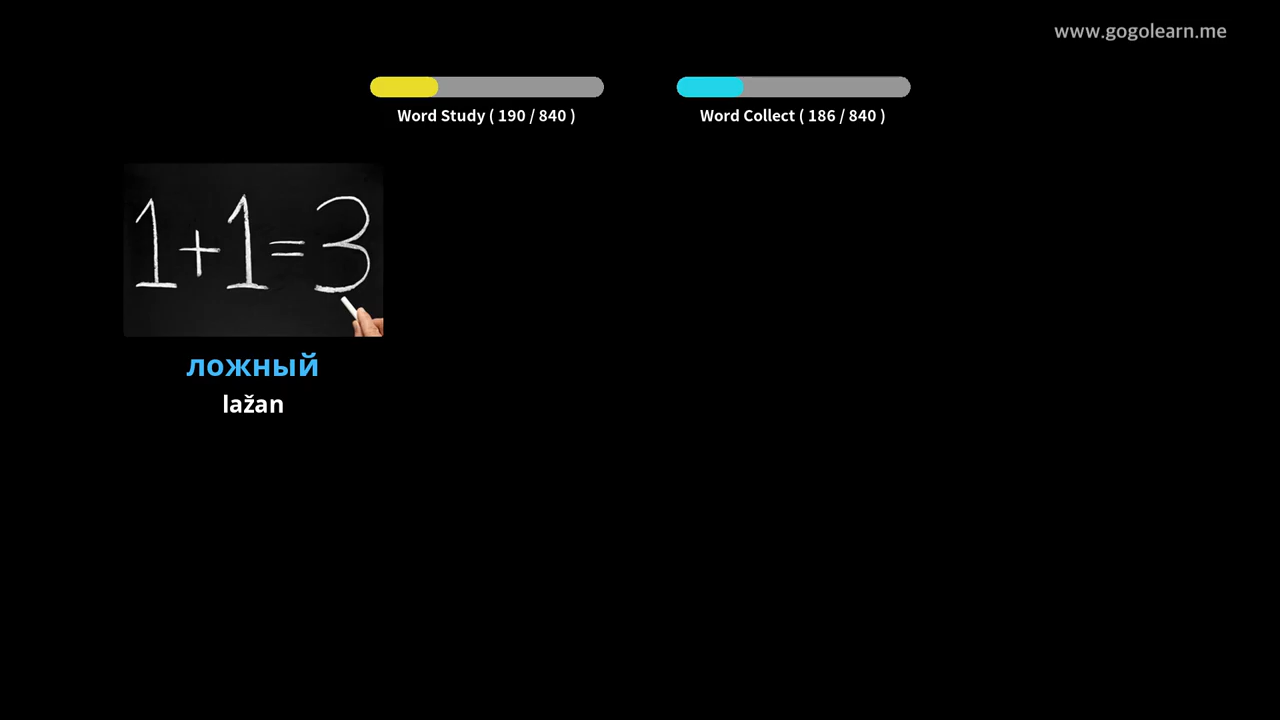 www.gogolearn.me
Word Study ( 190 / 840 )
Word Collect ( 186 / 840 )
1+1=3
ложный
lažan